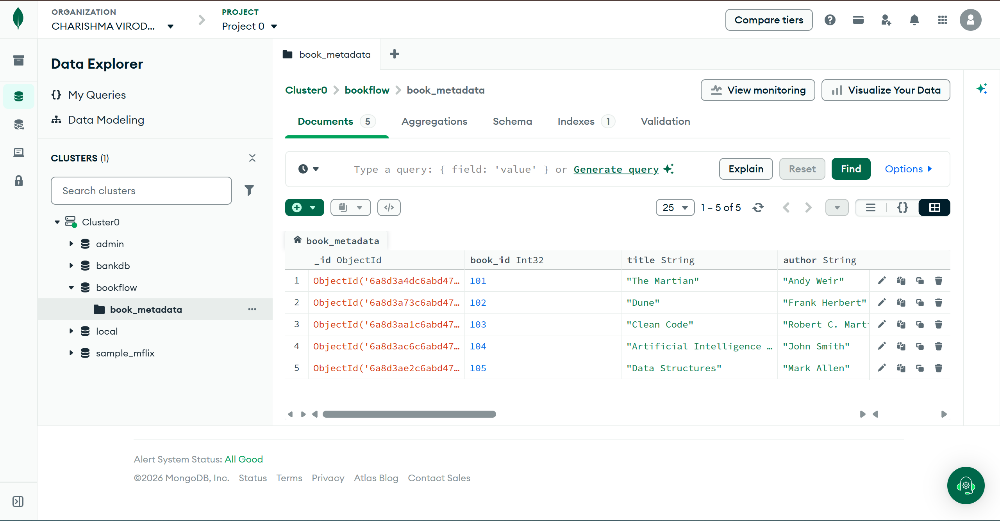 ORGANIZATION
CHARISHMA VIROD...
PROJECT
Project 0
Compare tiers
Data Explorer
My Queries
Data Modeling
CLUSTERS (1)
Search clusters
Cluster0
admin
bankdb
bookflow
book_metadata
local
sample_mflix
book_metadata
Cluster0 bookflow book_metadata
View monitoring
Visualize Your Data
Documents 5 Aggregations Schema Indexes 1 Validation
Type a query: { field: 'value' } or Generate query
Explain Reset Find Options
25 1 – 5 of 5
book_metadata
_id ObjectId book_id Int32 title String author String
1 ObjectId('6a8d3a4dc6abd47… 101 "The Martian" "Andy Weir"
2 ObjectId('6a8d3a73c6abd47… 102 "Dune" "Frank Herbert"
3 ObjectId('6a8d3aa1c6abd47… 103 "Clean Code" "Robert C. Mart
4 ObjectId('6a8d3ac6c6abd47… 104 "Artificial Intelligence … "John Smith"
5 ObjectId('6a8d3ae2c6abd47… 105 "Data Structures" "Mark Allen"
Alert System Status: All Good
©2026 MongoDB, Inc. Status Terms Privacy Atlas Blog Contact Sales